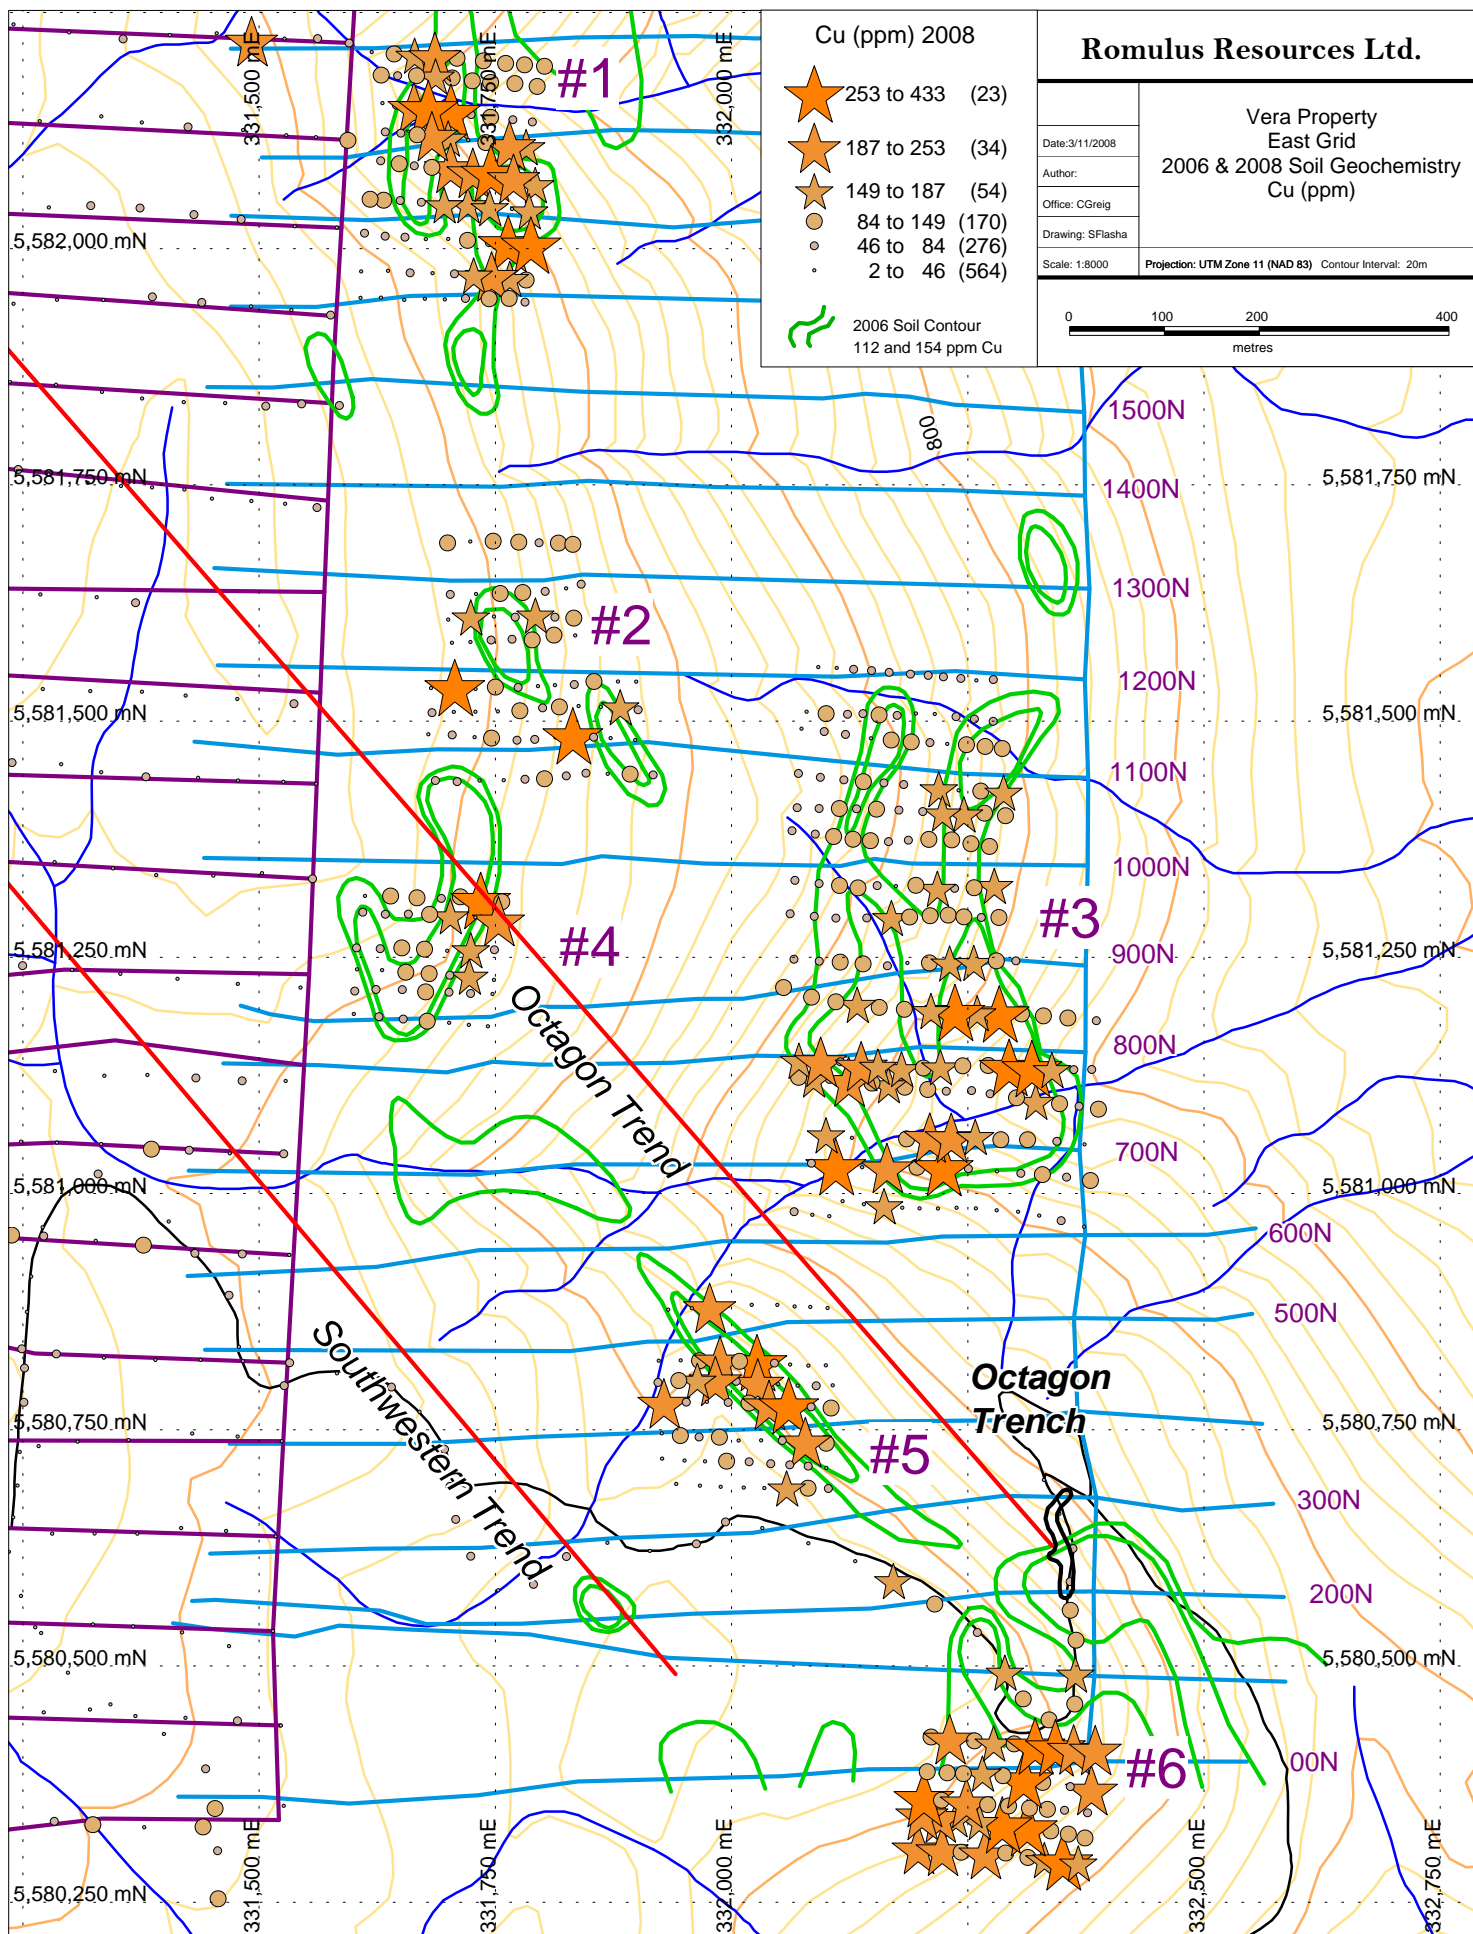 Cu (ppm) 2008
253 to 433 (23)
187 to 253 (34)
149 to 187 (54)
84 to 149 (170)
46 to 84 (276)
2 to 46 (564)
2006 Soil Contour
112 and 154 ppm Cu
Romulus Resources Ltd.
Date:3/11/2008
Author:
Office: CGreig
Drawing: SFlasha
Scale: 1:8000
Vera Property
East Grid
2006 & 2008 Soil Geochemistry
Cu (ppm)
Projection: UTM Zone 11 (NAD 83) Contour Interval: 20m
0 100 200 400
metres
331,500 mE
331,750 mE
332,000 mE
#1
5,582,000 mN
1500N
800
5,581,750 mN
5,581,750 mN
1400N
1300N
#2
1200N
5,581,500 mN
5,581,500 mN
1100N
1000N
#3
#4
5,581,250 mN
900N
5,581,250 mN
Octagon Trend
800N
700N
5,581,000 mN
5,581,000 mN
600N
500N
Southwestern Trend
Octagon
Trench
5,580,750 mN
5,580,750 mN
#5
300N
200N
5,580,500 mN
5,580,500 mN
#6
00N
5,580,250 mN
331,500 mE
331,750 mE
332,000 mE
332,500 mE
332,750 mE